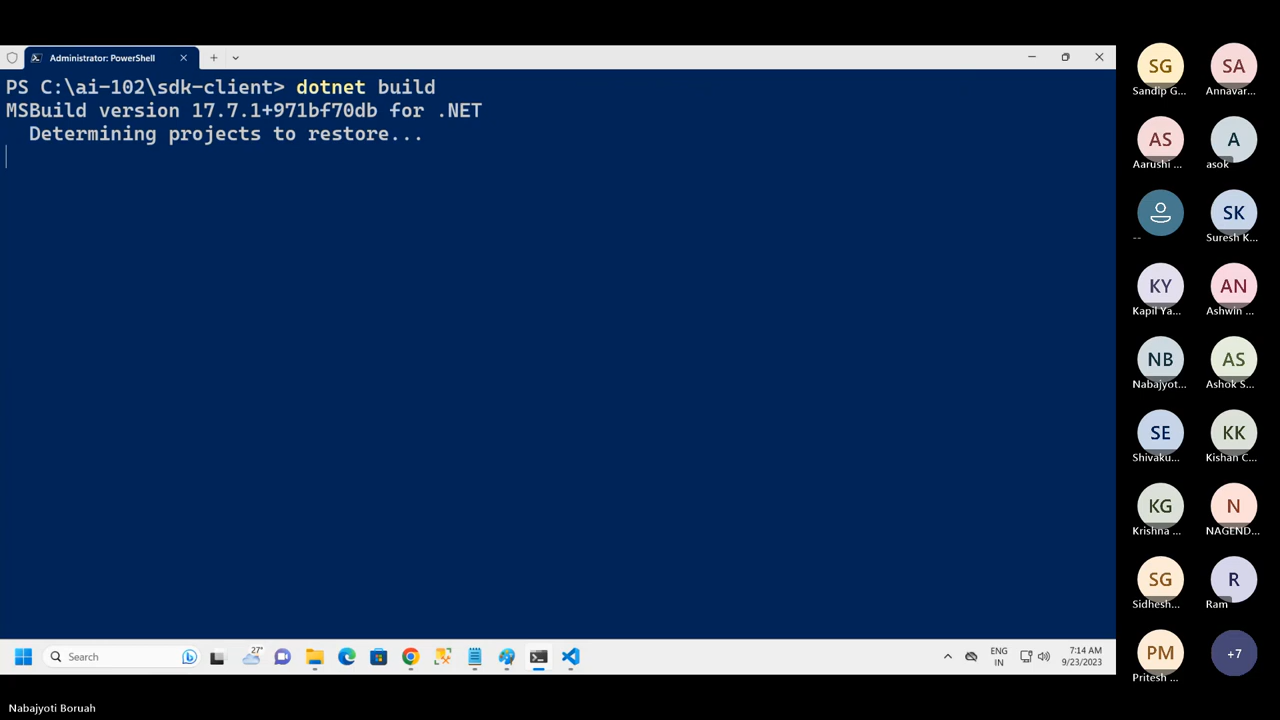 Administrator: PowerShell
PS C:\ai-102\sdk-client> dotnet build
MSBuild version 17.7.1+971bf70db for .NET
Determining projects to restore...
SG
Sandip G...
SA
Annavar...
AS
Aarushi ...
A
asok
--
SK
Suresh K...
KY
Kapil Ya...
AN
Ashwin ...
NB
Nabajyot...
AS
Ashok S...
SE
Shivaku...
KK
Kishan C...
KG
Krishna ...
N
NAGEND...
SG
Sidhesh...
R
Ram
PM
Pritesh ...
+7
Search
27°
ENG
IN
7:14 AM
9/23/2023
Nabajyoti Boruah